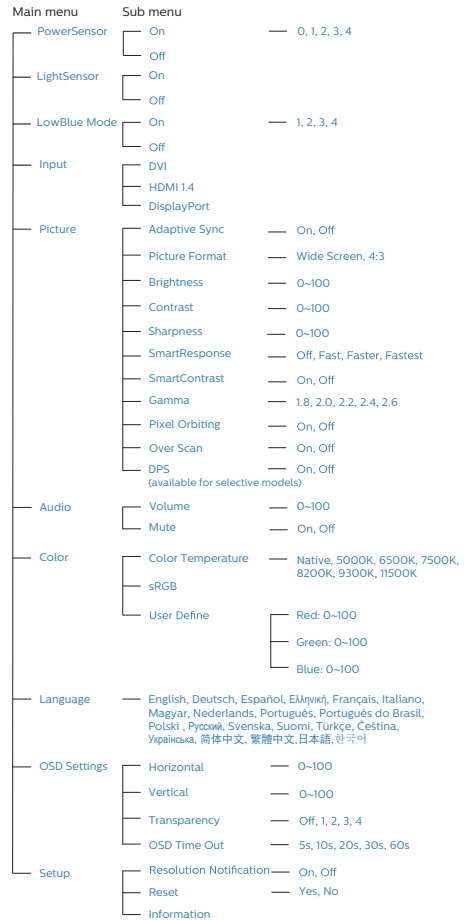 Main menu Sub menu
PowerSensor On 0, 1, 2, 3, 4
Off
LightSensor On
Off
LowBlue Mode On 1, 2, 3, 4
Off
Input DVI
HDMI 1.4
DisplayPort
Picture Adaptive Sync On, Off
Picture Format Wide Screen, 4:3
Brightness 0~100
Contrast 0~100
Sharpness 0~100
SmartResponse Off, Fast, Faster, Fastest
SmartContrast On, Off
Gamma 1.8, 2.0, 2.2, 2.4, 2.6
Pixel Orbiting On, Off
Over Scan On, Off
DPS On, Off
(available for selective models)
Audio Volume 0~100
Mute On, Off
Color Color Temperature Native, 5000K, 6500K, 7500K,
8200K, 9300K, 11500K
sRGB
User Define Red: 0~100
Green: 0~100
Blue: 0~100
Language English, Deutsch, Español, Ελληνική, Français, Italiano,
Magyar, Nederlands, Português, Português do Brasil,
Polski , Русский, Svenska, Suomi, Türkçe, Čeština,
Українська, 简体中文, 繁體中文,日本語,한국어
OSD Settings Horizontal 0~100
Vertical 0~100
Transparency Off, 1, 2, 3, 4
OSD Time Out 5s, 10s, 20s, 30s, 60s
Setup Resolution Notification On, Off
Reset Yes, No
Information